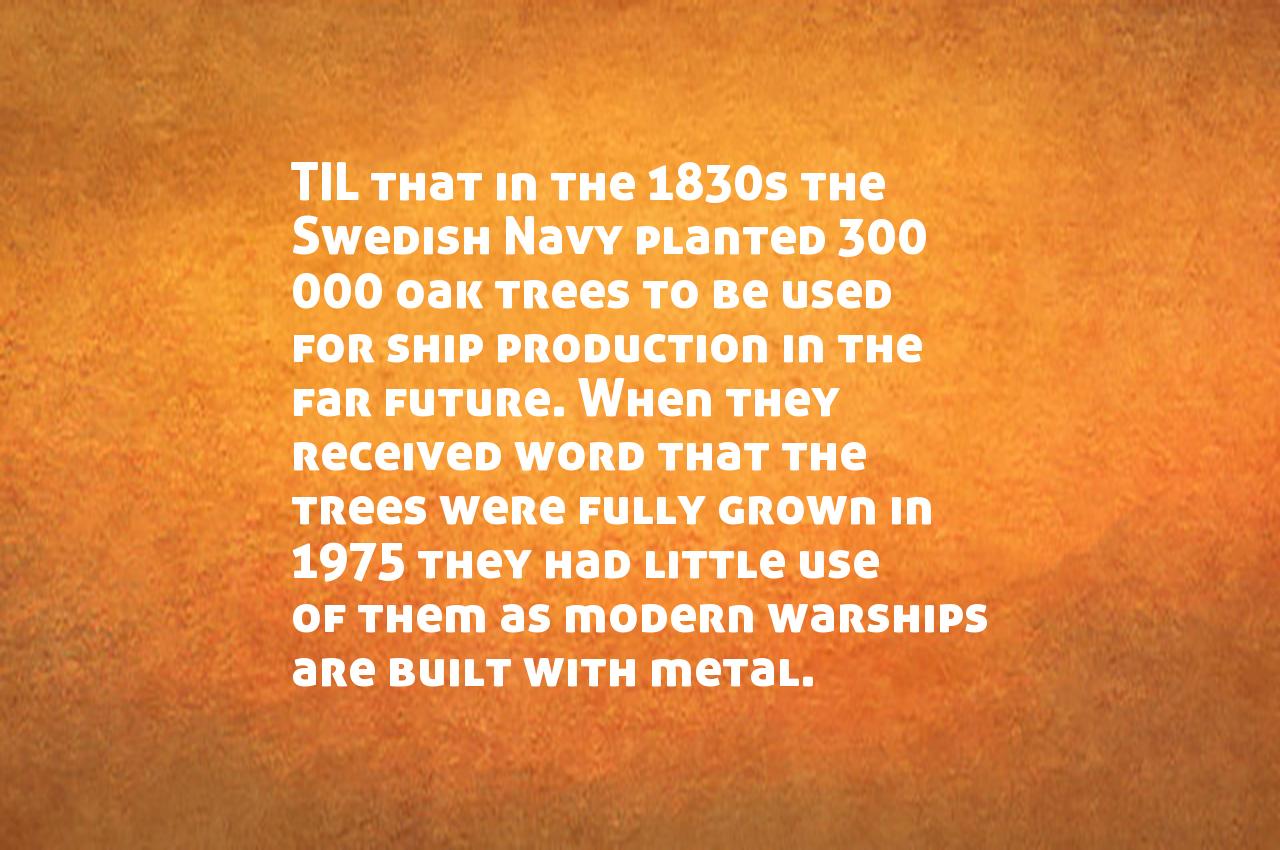 TIL that in the 1830s the
Swedish Navy planted 300
000 oak trees to be used
for ship production in the
far future. When they
received word that the
trees were fully grown in
1975 they had little use
of them as modern warships
are built with metal.